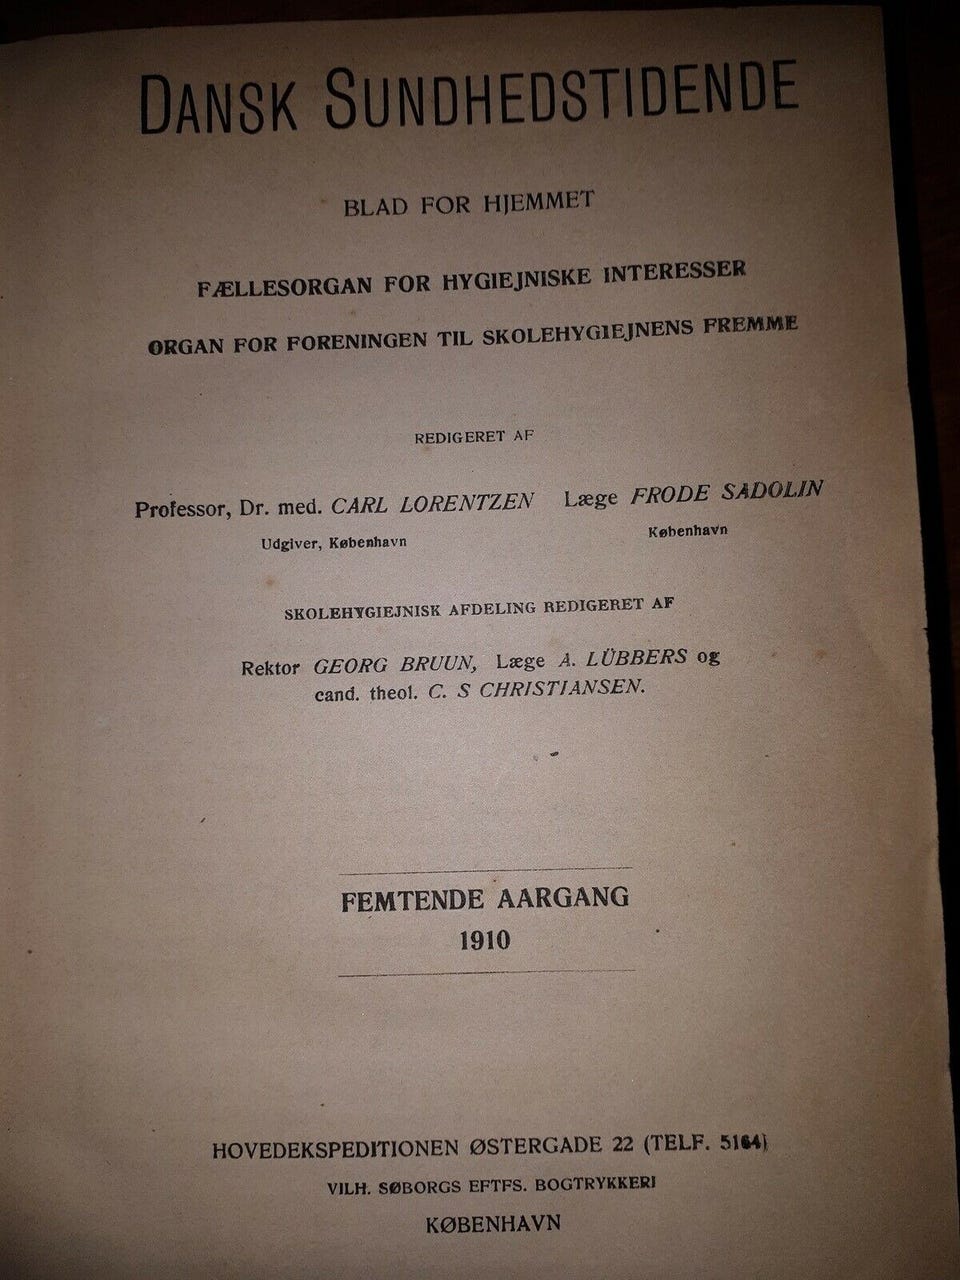 DANSK SUNDHEDSTIDENDE
BLAD FOR HJEMMET
FÆLLESORGAN FOR HYGIEJNISKE INTERESSER
ORGAN FOR FORENINGEN TIL SKOLEHYGIEJNENS FREMME
REDIGERET AF
Professor, Dr. med. CARL LORENTZEN Læge FRODE SADOLIN
Udgiver, København København
SKOLEHYGIEJNISK AFDELING REDIGERET AF
Rektor GEORG BRUUN, Læge A. LÜBBERS og
cand. theol. C. S CHRISTIANSEN.
FEMTENDE AARGANG
1910
HOVEDEKSPEDITIONEN ØSTERGADE 22 (TELF. 5164)
VILH. SØBORGS EFTFS. BOGTRYKKERI
KØBENHAVN